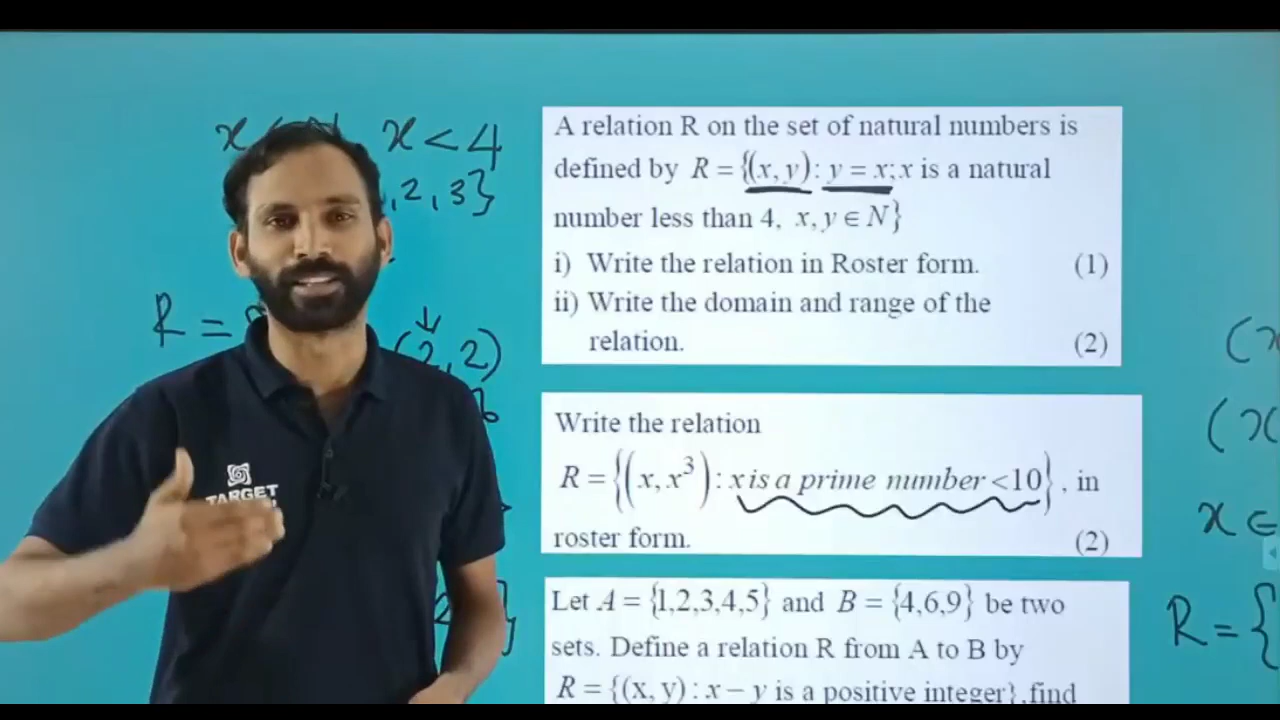 x < 4
, 2, 3}
R =
(2, 2)
TARGET
A relation R on the set of natural numbers is
defined by R = {(x, y) : y = x; x is a natural
number less than 4, x, y ∈ N}
i) Write the relation in Roster form. (1)
ii) Write the domain and range of the
relation. (2)
Write the relation
R = {(x, x³) : x is a prime number < 10} , in
roster form. (2)
Let A = {1,2,3,4,5} and B = {4,6,9} be two
sets. Define a relation R from A to B by
R = {(x, y) : x − y is a positive integer}, find
(x
(x
x ∈
R = {